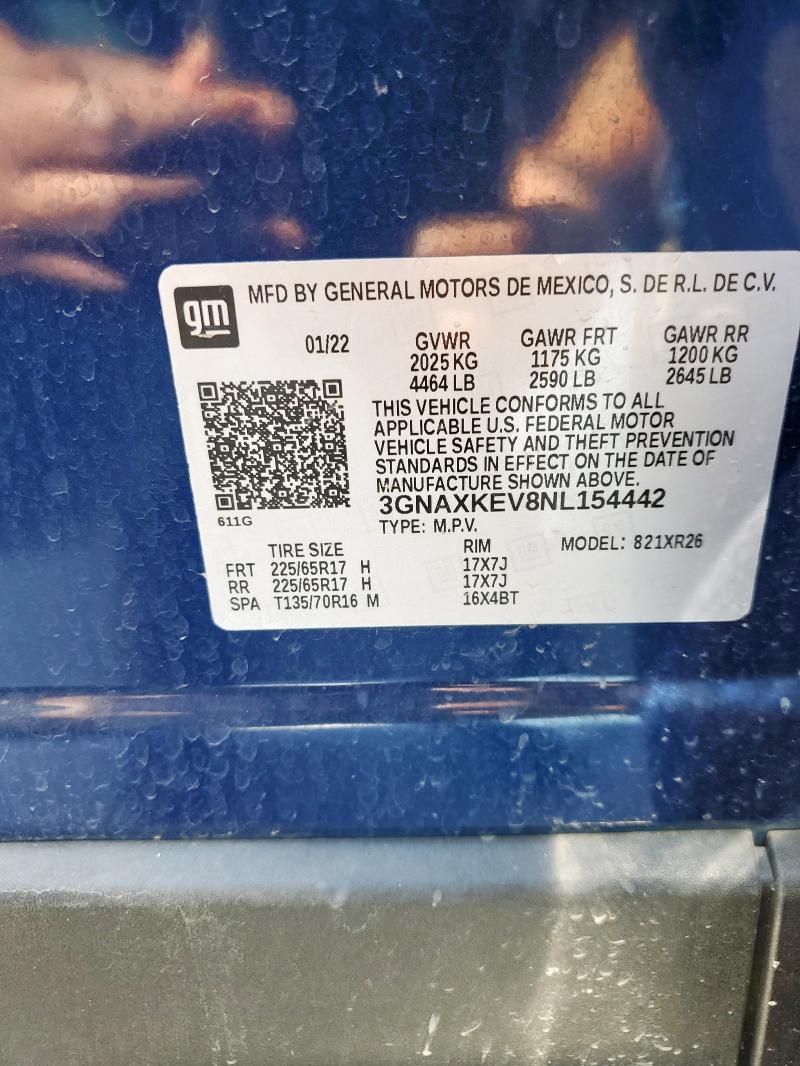 gm
MFD BY GENERAL MOTORS DE MEXICO, S. DE R.L. DE C.V.
01/22 GVWR GAWR FRT GAWR RR
2025 KG 1175 KG 1200 KG
4464 LB 2590 LB 2645 LB
THIS VEHICLE CONFORMS TO ALL
APPLICABLE U.S. FEDERAL MOTOR
VEHICLE SAFETY AND THEFT PREVENTION
STANDARDS IN EFFECT ON THE DATE OF
MANUFACTURE SHOWN ABOVE.
3GNAXKEV8NL154442
611G
TYPE: M.P.V.
TIRE SIZE RIM MODEL: 821XR26
FRT 225/65R17 H 17X7J
RR 225/65R17 H 17X7J
SPA T135/70R16 M 16X4BT